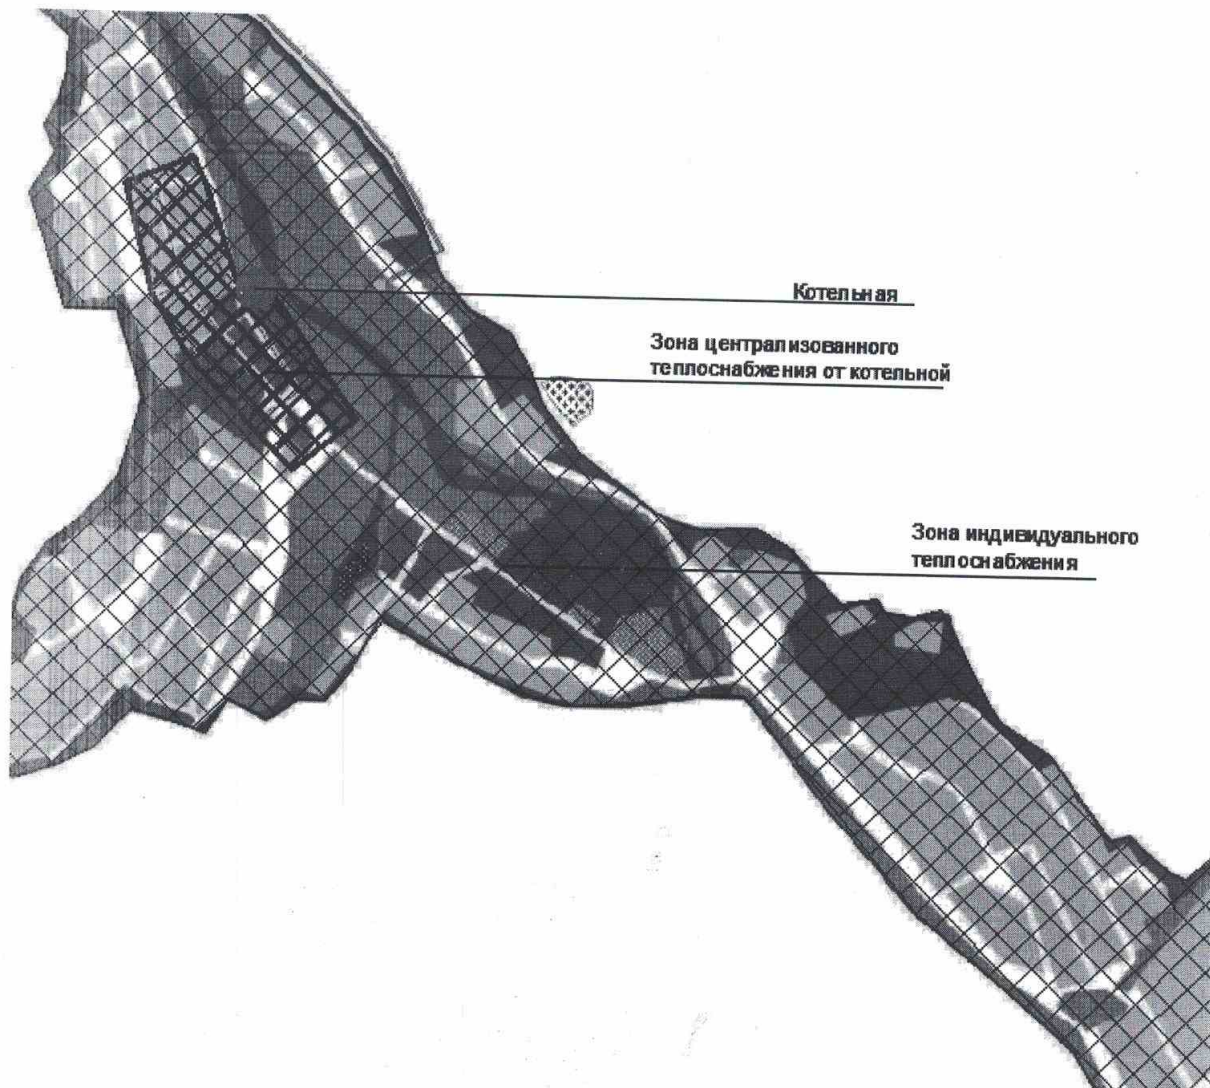 Котельная
Зона централизованного
теплоснабжения от котельной
Зона индивидуального
теплоснабжения